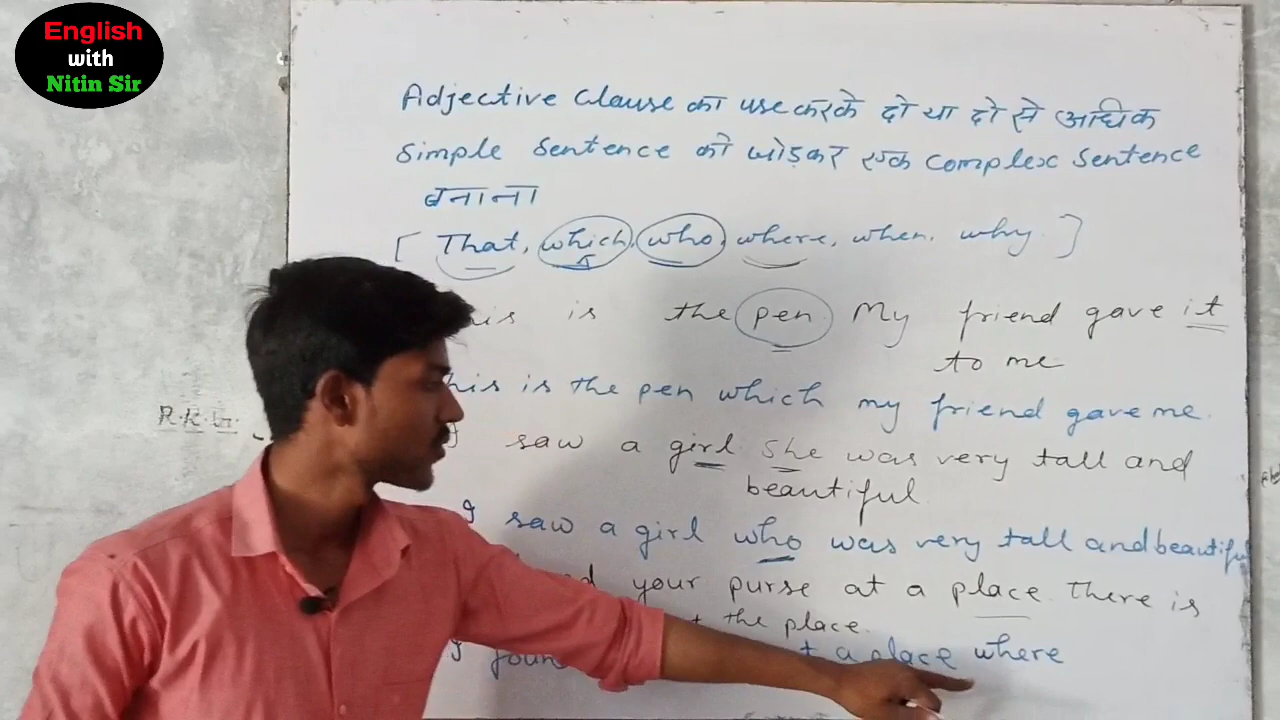 English
with
Nitin Sir
Adjective Clause का use करके दो या दो से अधिक
Simple Sentence को जोड़कर एक Complex Sentence
बनाना
[ That, which, who, where, when, why. ]
is the pen My friend gave it
to me
is the pen which my friend gave me.
saw a girl she was very tall and
beautiful.
I saw a girl who was very tall and beautiful
your purse at a place. There is
the place.
a place where
R.K.G.